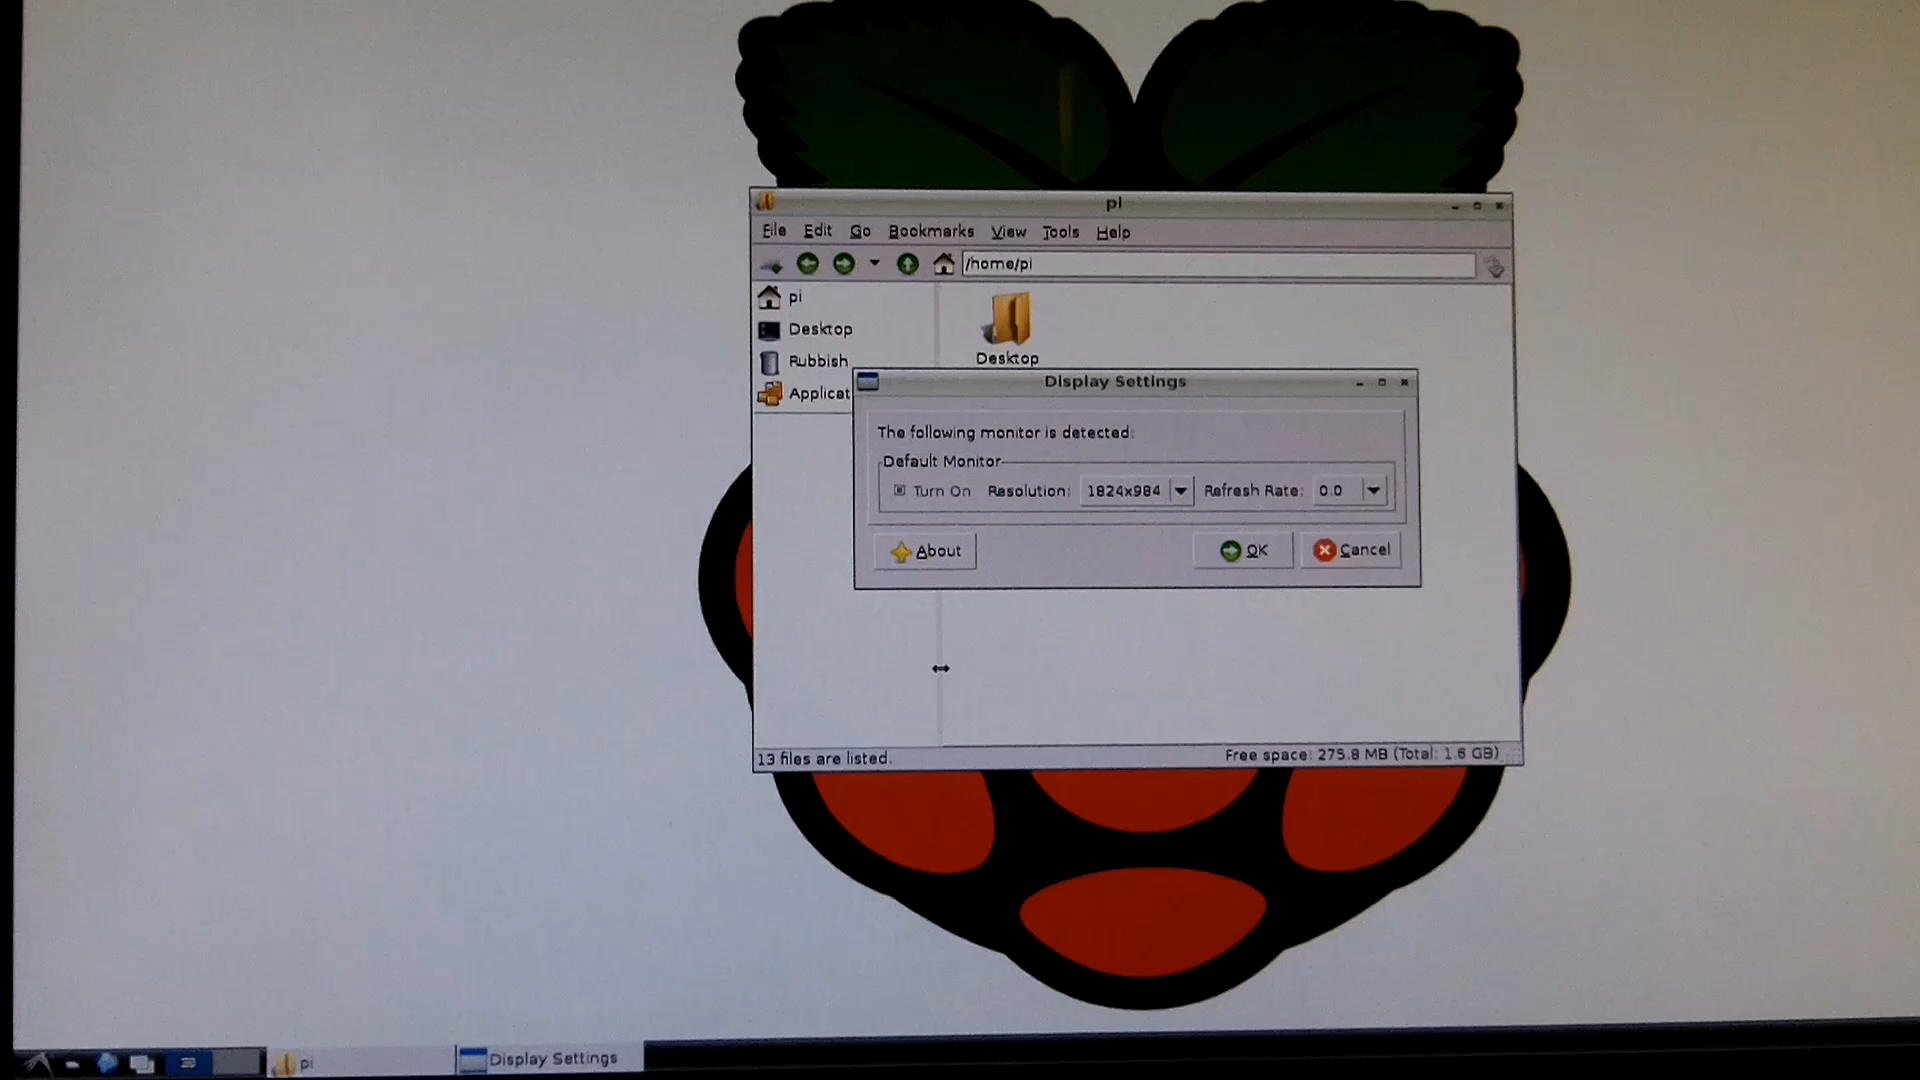 pi
File Edit Go Bookmarks View Tools Help
/home/pi
pi
Desktop
Rubbish
Applicat
Desktop
Display Settings
The following monitor is detected:
Default Monitor
Turn On Resolution: 1824x984 Refresh Rate: 0.0
About OK Cancel
13 files are listed. Free space: 275.8 MB (Total: 1.6 GB)
pi Display Settings